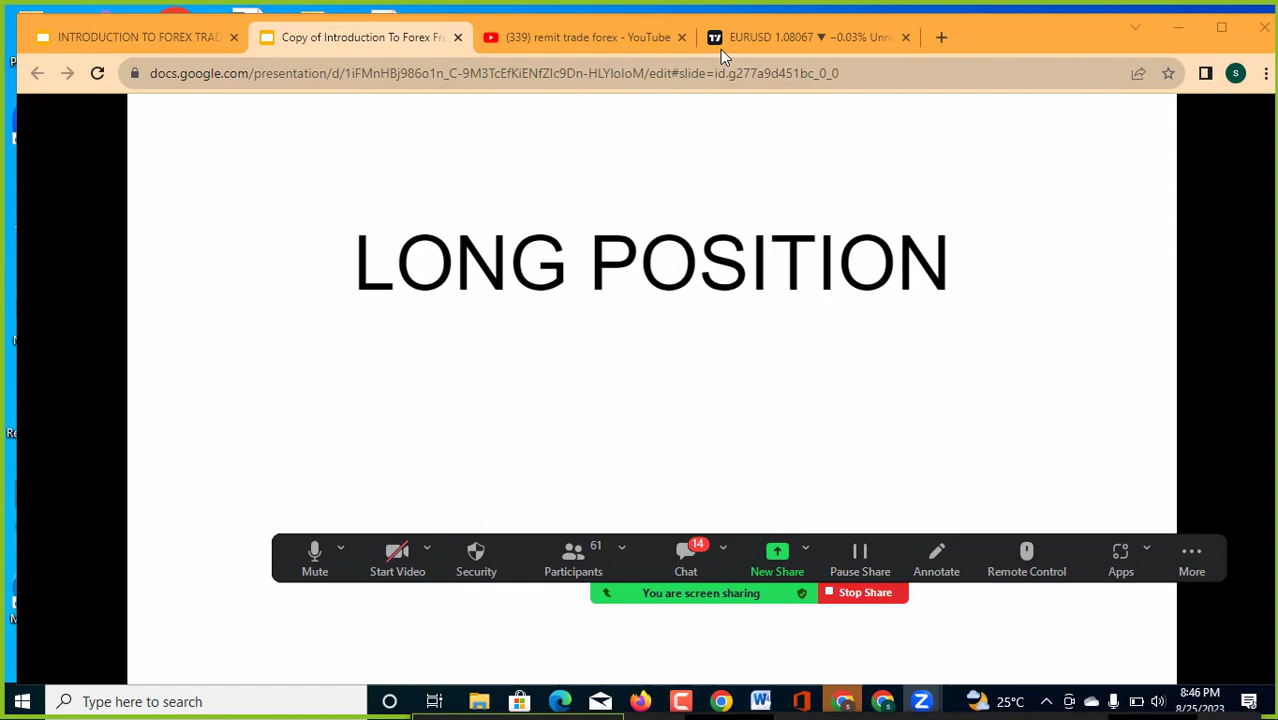 INTRODUCTION TO FOREX TRAD
Copy of Introduction To Forex Fr
(339) remit trade forex - YouTube
EURUSD 1.08067 ▼ −0.03% Unn
docs.google.com/presentation/d/1iFMnHBj986o1n_C-9M3TcEfKiENfZlc9Dn-HLYloIoM/edit#slide=id.g277a9d451bc_0_0
S
LONG POSITION
61
14
Mute
Start Video
Security
Participants
Chat
New Share
Pause Share
Annotate
Remote Control
Apps
More
You are screen sharing
Stop Share
Type here to search
25°C
8:46 PM
8/25/2023